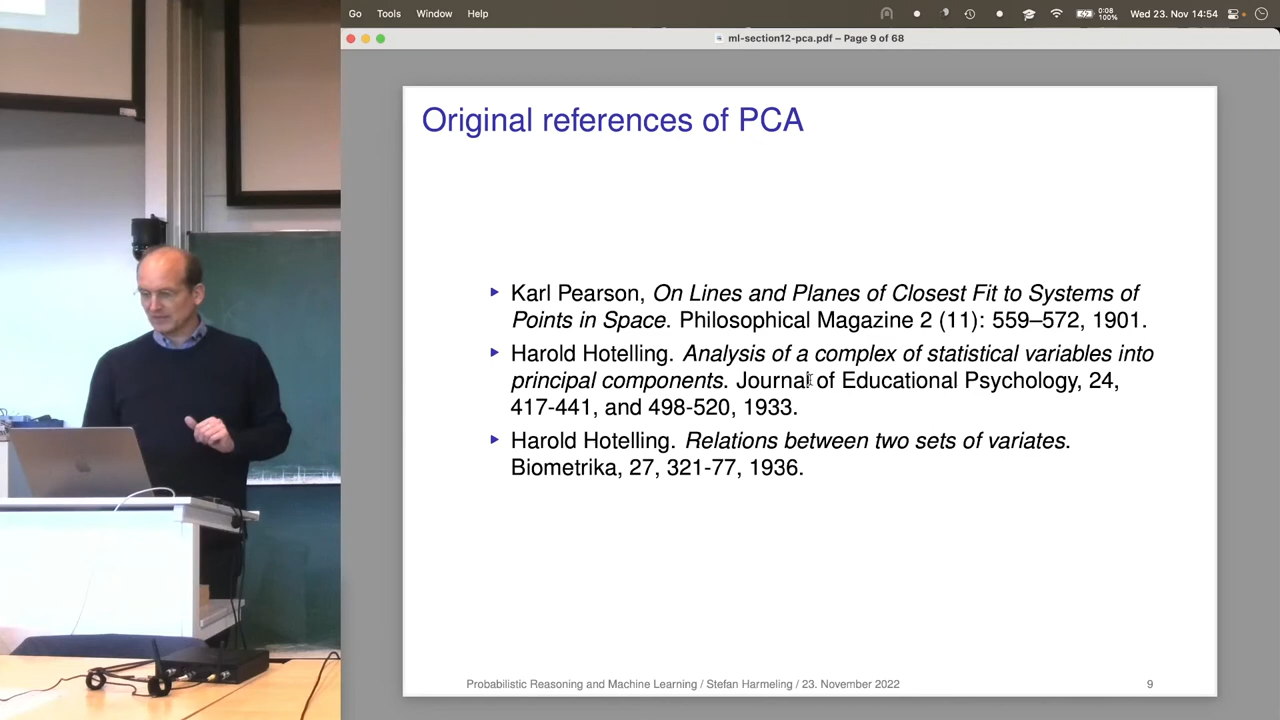 Go Tools Window Help 0:08 100% Wed 23. Nov 14:54
ml-section12-pca.pdf – Page 9 of 68
Original references of PCA
Karl Pearson, On Lines and Planes of Closest Fit to Systems of
Points in Space. Philosophical Magazine 2 (11): 559–572, 1901.
Harold Hotelling. Analysis of a complex of statistical variables into
principal components. Journal of Educational Psychology, 24,
417-441, and 498-520, 1933.
Harold Hotelling. Relations between two sets of variates.
Biometrika, 27, 321-77, 1936.
Probabilistic Reasoning and Machine Learning / Stefan Harmeling / 23. November 2022 9